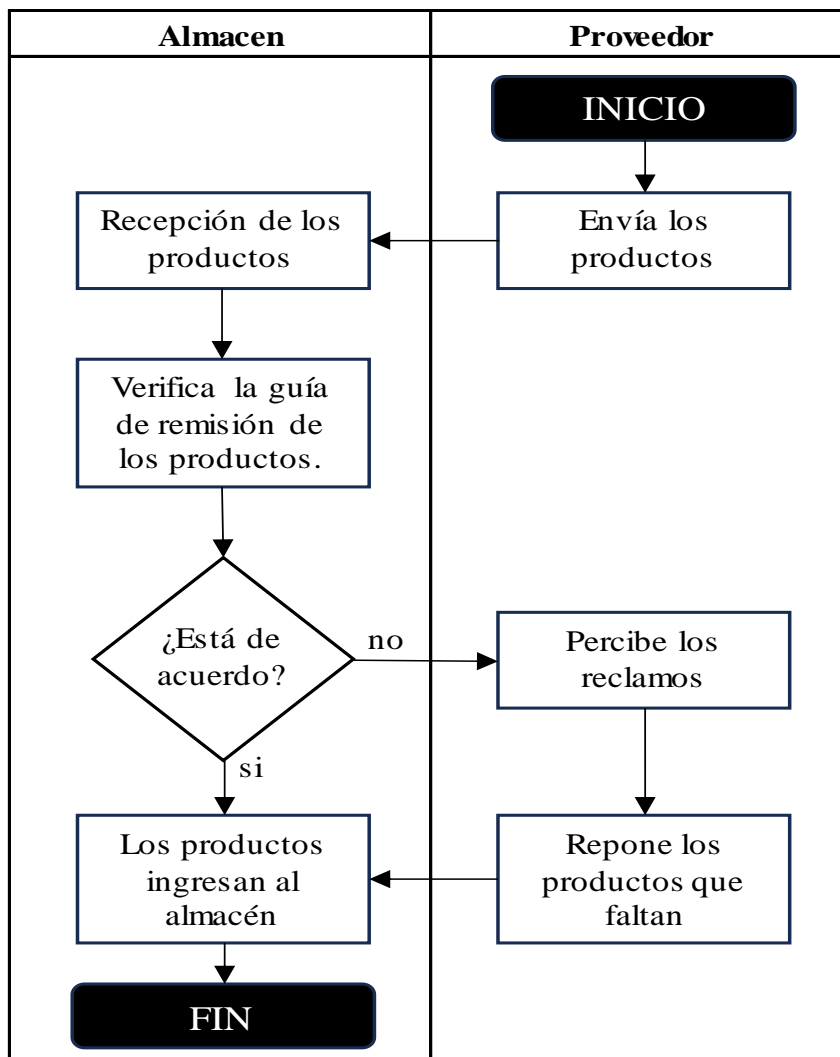 Almacen
Proveedor
INICIO
Envía los
productos
Recepción de los
productos
Verifica la guía
de remisión de
los productos.
¿Está de
acuerdo?
no
Percibe los
reclamos
si
Repone los
productos que
faltan
Los productos
ingresan al
almacén
FIN